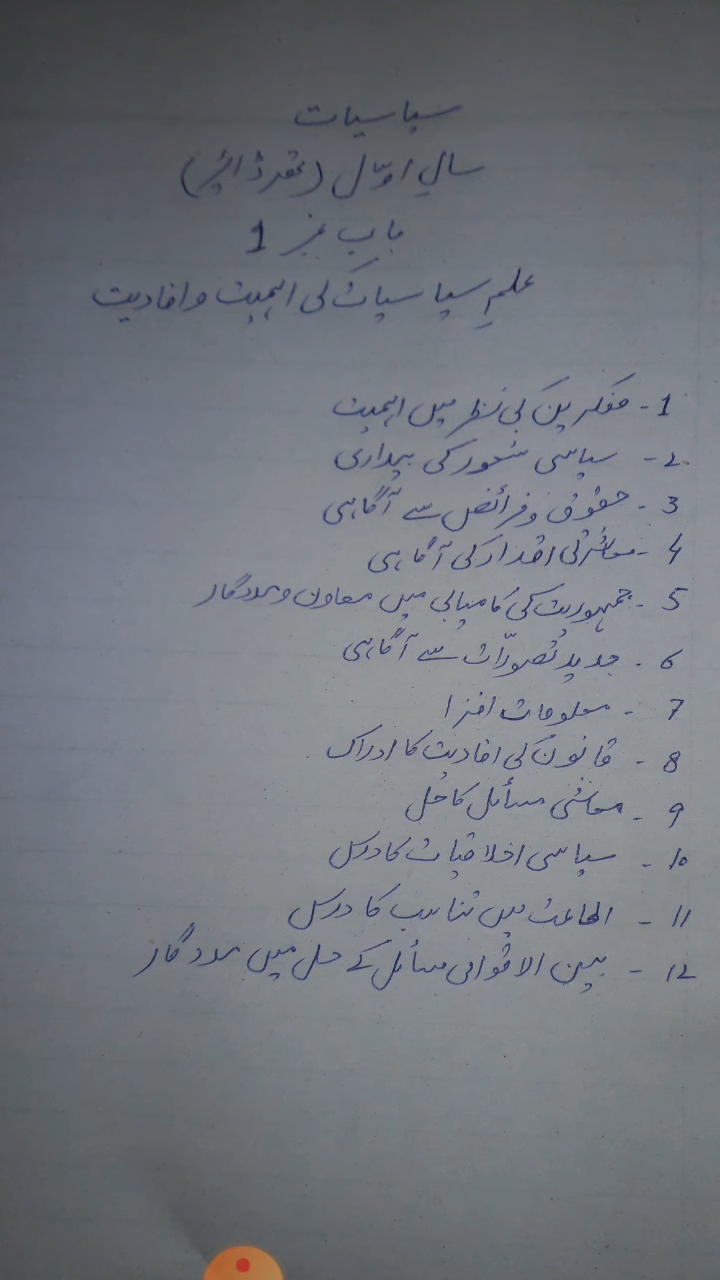 سیاسیات
سالِ اوّل (تھرڈ ائیر)
باب نمبر 1
علمِ سیاسیات کی اہمیت و افادیت
1 - مفکرین کی نظر میں اہمیت
2 - سیاسی شعور کی بیداری
3 - حقوق و فرائض سے آگاہی
4 - معاشرتی اقدار کی آگاہی
5 - جمہوریت کی کامیابی میں معاون و مددگار
6 - جدید تصورّات سے آگاہی
7 - معلومات افزا
8 - قانون کی افادیت کا ادراک
9 - معاشی مسائل کا حل
10 - سیاسی اخلاقیات کا درس
11 - اطاعت میں تناسب کا درس
12 - بین الاقوامی مسائل کے حل میں مددگار